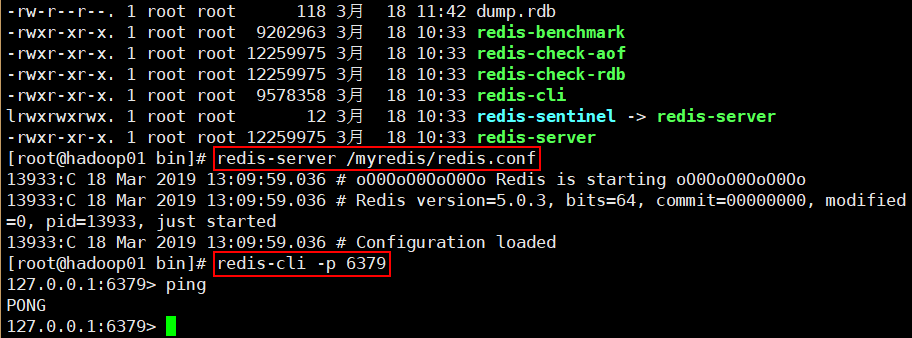 -rw-r--r--. 1 root root      118 3月  18 11:42 dump.rdb
-rwxr-xr-x. 1 root root  9202963 3月  18 10:33 redis-benchmark
-rwxr-xr-x. 1 root root 12259975 3月  18 10:33 redis-check-aof
-rwxr-xr-x. 1 root root 12259975 3月  18 10:33 redis-check-rdb
-rwxr-xr-x. 1 root root  9578358 3月  18 10:33 redis-cli
lrwxrwxrwx. 1 root root       12 3月  18 10:33 redis-sentinel -> redis-server
-rwxr-xr-x. 1 root root 12259975 3月  18 10:33 redis-server
[root@hadoop01 bin]# redis-server /myredis/redis.conf
13933:C 18 Mar 2019 13:09:59.036 # oO0OoO0OoO0Oo Redis is starting oO0OoO0OoO0Oo
13933:C 18 Mar 2019 13:09:59.036 # Redis version=5.0.3, bits=64, commit=00000000, modified
=0, pid=13933, just started
13933:C 18 Mar 2019 13:09:59.036 # Configuration loaded
[root@hadoop01 bin]# redis-cli -p 6379
127.0.0.1:6379> ping
PONG
127.0.0.1:6379>